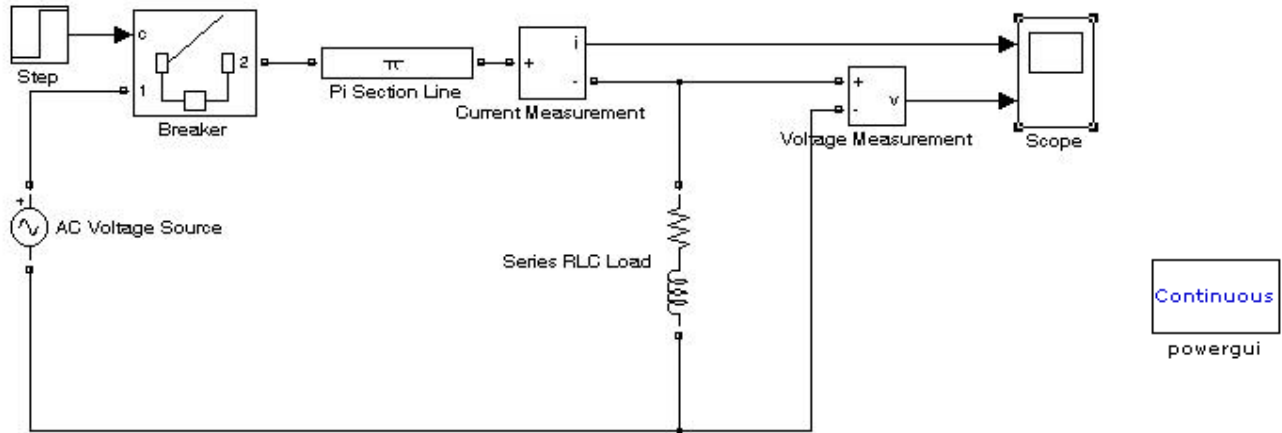 Step
c
1
2
Breaker
π
Pi Section Line
+
i
-
Current Measurement
+
-
v
Voltage Measurement
Scope
+
AC Voltage Source
Series RLC Load
Continuous
powergui